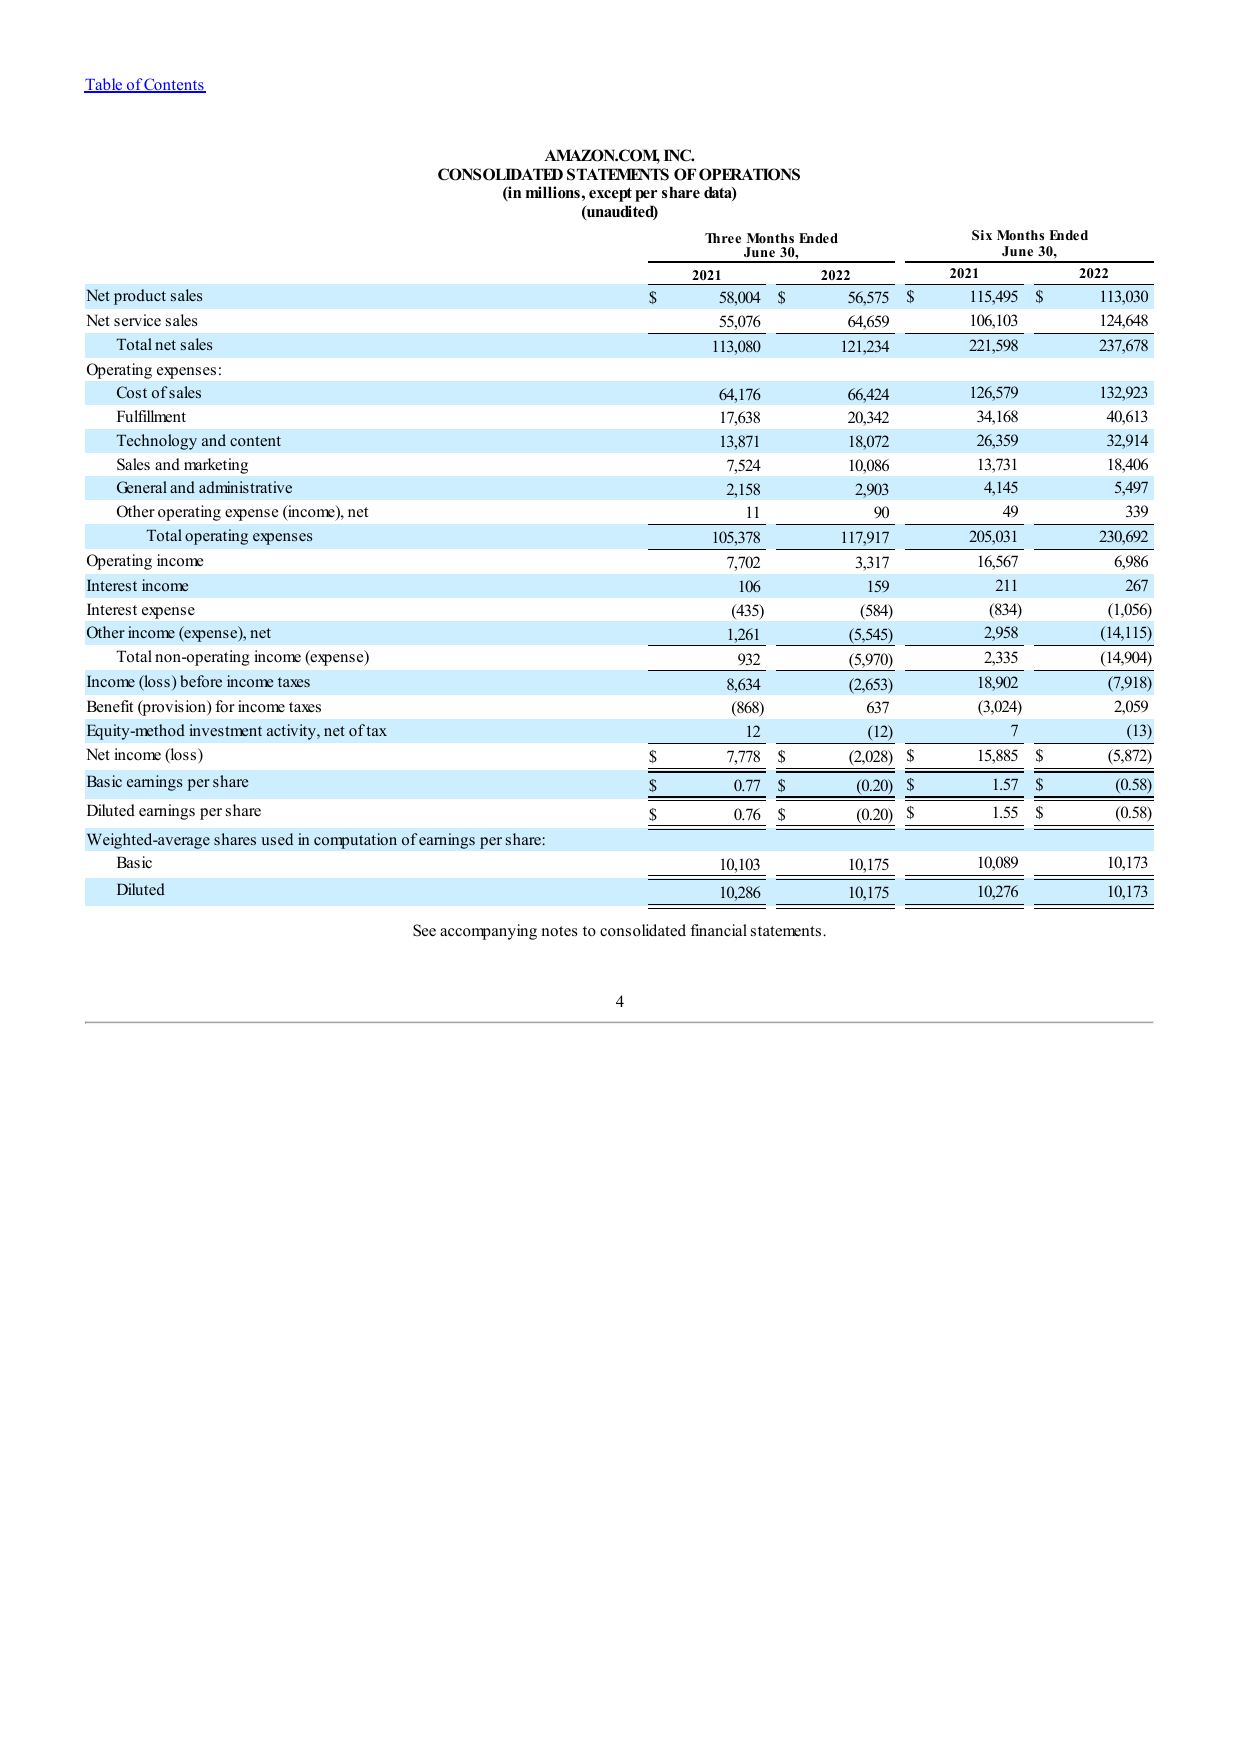 Table of Contents
AMAZON.COM, INC.
CONSOLIDATED STATEMENTS OF OPERATIONS
(in millions, except per share data)
(unaudited)
Three Months Ended June 30, Six Months Ended June 30,
2021 2022 2021 2022
Net product sales $ 58,004 $ 56,575 $ 115,495 $ 113,030
Net service sales 55,076 64,659 106,103 124,648
Total net sales 113,080 121,234 221,598 237,678
Operating expenses:
Cost of sales 64,176 66,424 126,579 132,923
Fulfillment 17,638 20,342 34,168 40,613
Technology and content 13,871 18,072 26,359 32,914
Sales and marketing 7,524 10,086 13,731 18,406
General and administrative 2,158 2,903 4,145 5,497
Other operating expense (income), net 11 90 49 339
Total operating expenses 105,378 117,917 205,031 230,692
Operating income 7,702 3,317 16,567 6,986
Interest income 106 159 211 267
Interest expense (435) (584) (834) (1,056)
Other income (expense), net 1,261 (5,545) 2,958 (14,115)
Total non-operating income (expense) 932 (5,970) 2,335 (14,904)
Income (loss) before income taxes 8,634 (2,653) 18,902 (7,918)
Benefit (provision) for income taxes (868) 637 (3,024) 2,059
Equity-method investment activity, net of tax 12 (12) 7 (13)
Net income (loss) $ 7,778 $ (2,028) $ 15,885 $ (5,872)
Basic earnings per share $ 0.77 $ (0.20) $ 1.57 $ (0.58)
Diluted earnings per share $ 0.76 $ (0.20) $ 1.55 $ (0.58)
Weighted-average shares used in computation of earnings per share:
Basic 10,103 10,175 10,089 10,173
Diluted 10,286 10,175 10,276 10,173
See accompanying notes to consolidated financial statements.
4